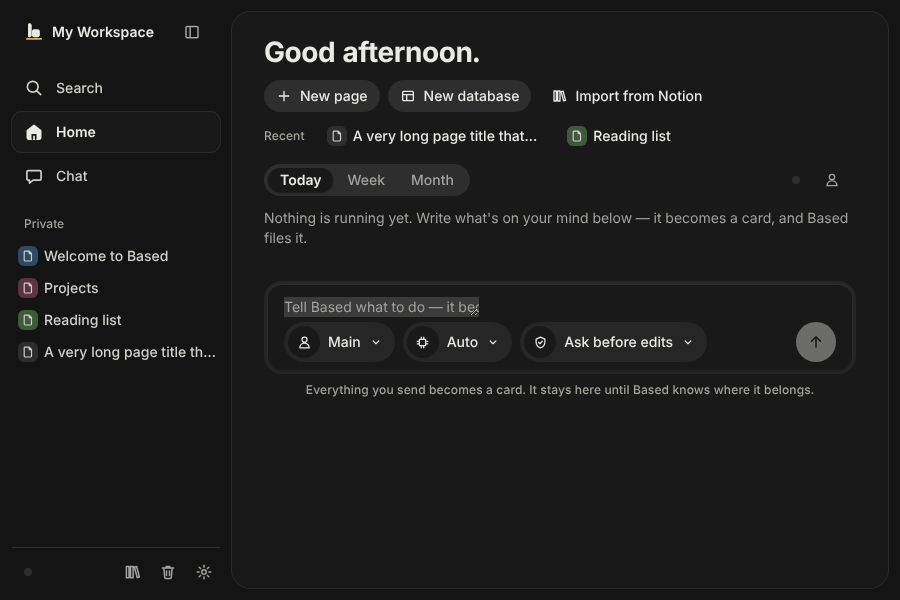 My Workspace
Search
Home
Chat
Private
Welcome to Based
Projects
Reading list
A very long page title th...
Good afternoon.
New page
New database
Import from Notion
Recent
A very long page title that...
Reading list
Today
Week
Month
Nothing is running yet. Write what's on your mind below — it becomes a card, and Based
files it.
Tell Based what to do — it
Main
Auto
Ask before edits
Everything you send becomes a card. It stays here until Based knows where it belongs.